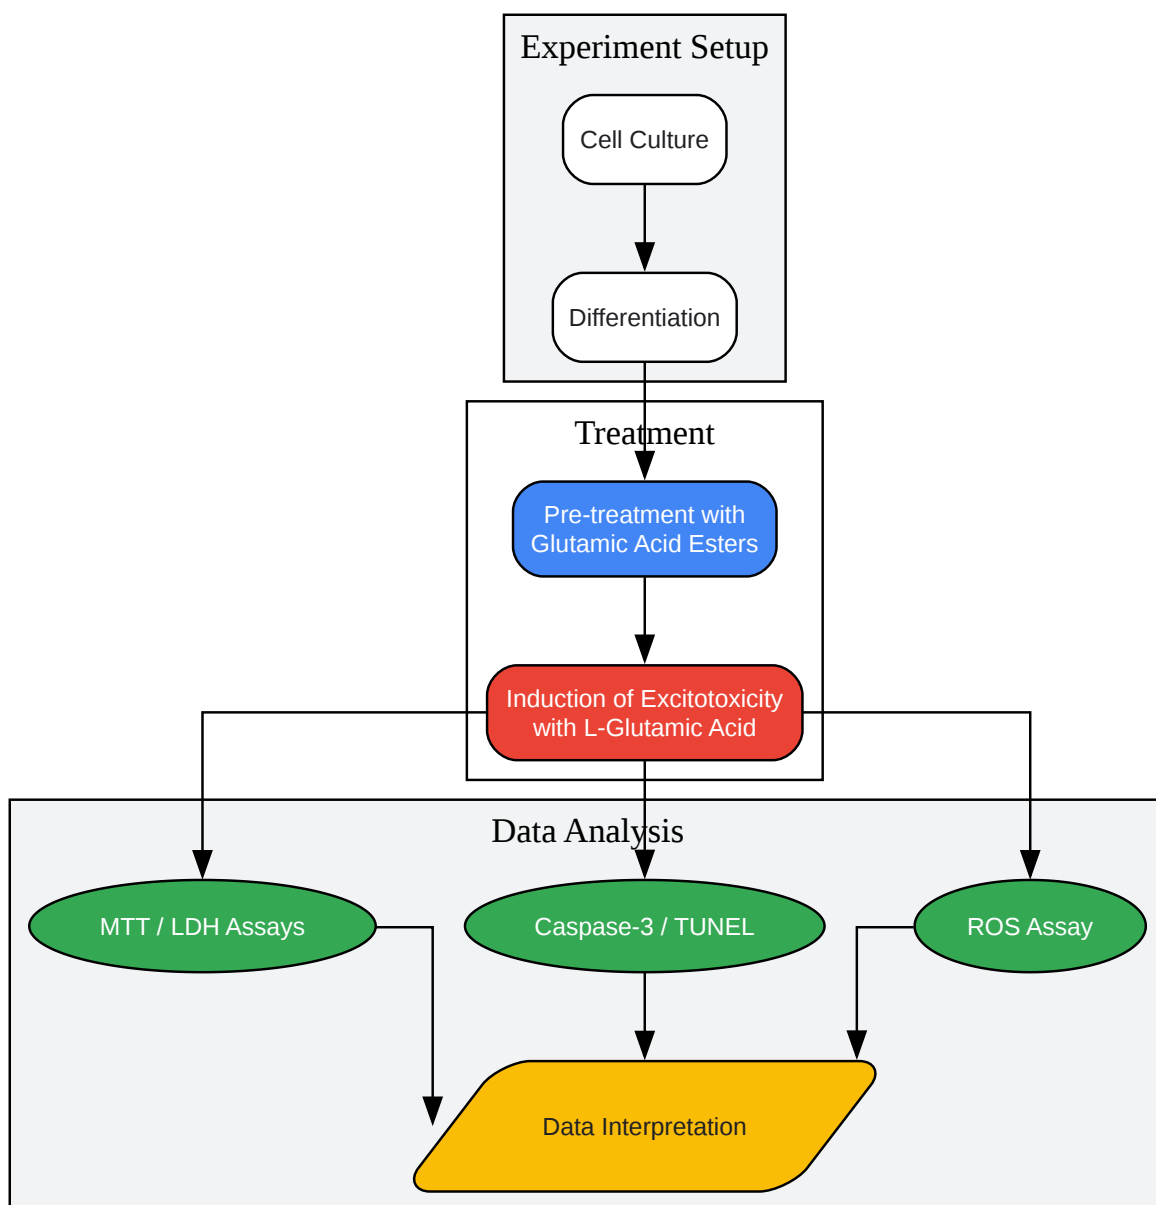 Experiment Setup
Cell Culture
Differentiation
Treatment
Pre-treatment with
Glutamic Acid Esters
Induction of Excitotoxicity
with L-Glutamic Acid
Data Analysis
MTT / LDH Assays
Caspase-3 / TUNEL
ROS Assay
Data Interpretation